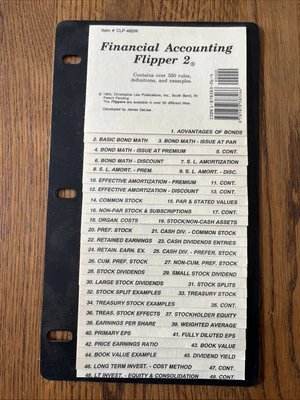 Item # CLP-48DW
Financial Accounting
Flipper 2®
Contains over 350 rules,
definitions, and examples.
© 1995, Christopher Lee Publications, Inc., South Bend, IN
Patent Pending
The Flippers are available in over 30 different titles.
Developed by James DeLisa
1. ADVANTAGES OF BONDS
2. BASIC BOND MATH 3. BOND MATH - ISSUE AT PAR
4. BOND MATH - ISSUE AT PREMIUM 5. CONT.
6. BOND MATH - DISCOUNT 7. S. L. AMORTIZATION
8. S. L. AMORT. - PREM. 9. S. L. AMORT. - DISC.
10. EFFECTIVE AMORTIZATION - PREMIUM 11. CONT.
12. EFFECTIVE AMORTIZATION - DISCOUNT 13. CONT.
14. COMMON STOCK 15. PAR & STATED VALUES
16. NON-PAR STOCK & SUBSCRIPTIONS 17. CONT.
18. ORGAN. COSTS 19. STOCK/NON-CASH ASSETS
20. PREF. STOCK 21. CASH DIV. - COMMON STOCK
22. RETAINED EARNINGS 23. CASH DIVIDENDS ENTRIES
24. RETAIN. EARN. EX. 25. CASH DIV. - PREFER. STOCK
26. CUM. PREF. STOCK 27. NON-CUM. PREF. STOCK
28. STOCK DIVIDENDS 29. SMALL STOCK DIVIDEND
30. LARGE STOCK DIVIDENDS 31. STOCK SPLITS
32. STOCK SPLIT EXAMPLES 33. TREASURY STOCK
34. TREASURY STOCK EXAMPLES 35. CONT.
36. TREAS. STOCK EFFECTS 37. STOCKHOLDER EQUITY
38. EARNINGS PER SHARE 39. WEIGHTED AVERAGE
40. PRIMARY EPS 41. FULLY DILUTED EPS
42. PRICE EARNINGS RATIO 43. BOOK VALUE
44. BOOK VALUE EXAMPLE 45. DIVIDEND YIELD
46. LONG TERM INVEST. - COST METHOD 47. CONT.
48. LT INVEST. - EQUITY & CONSOLIDATION 49. CONT.